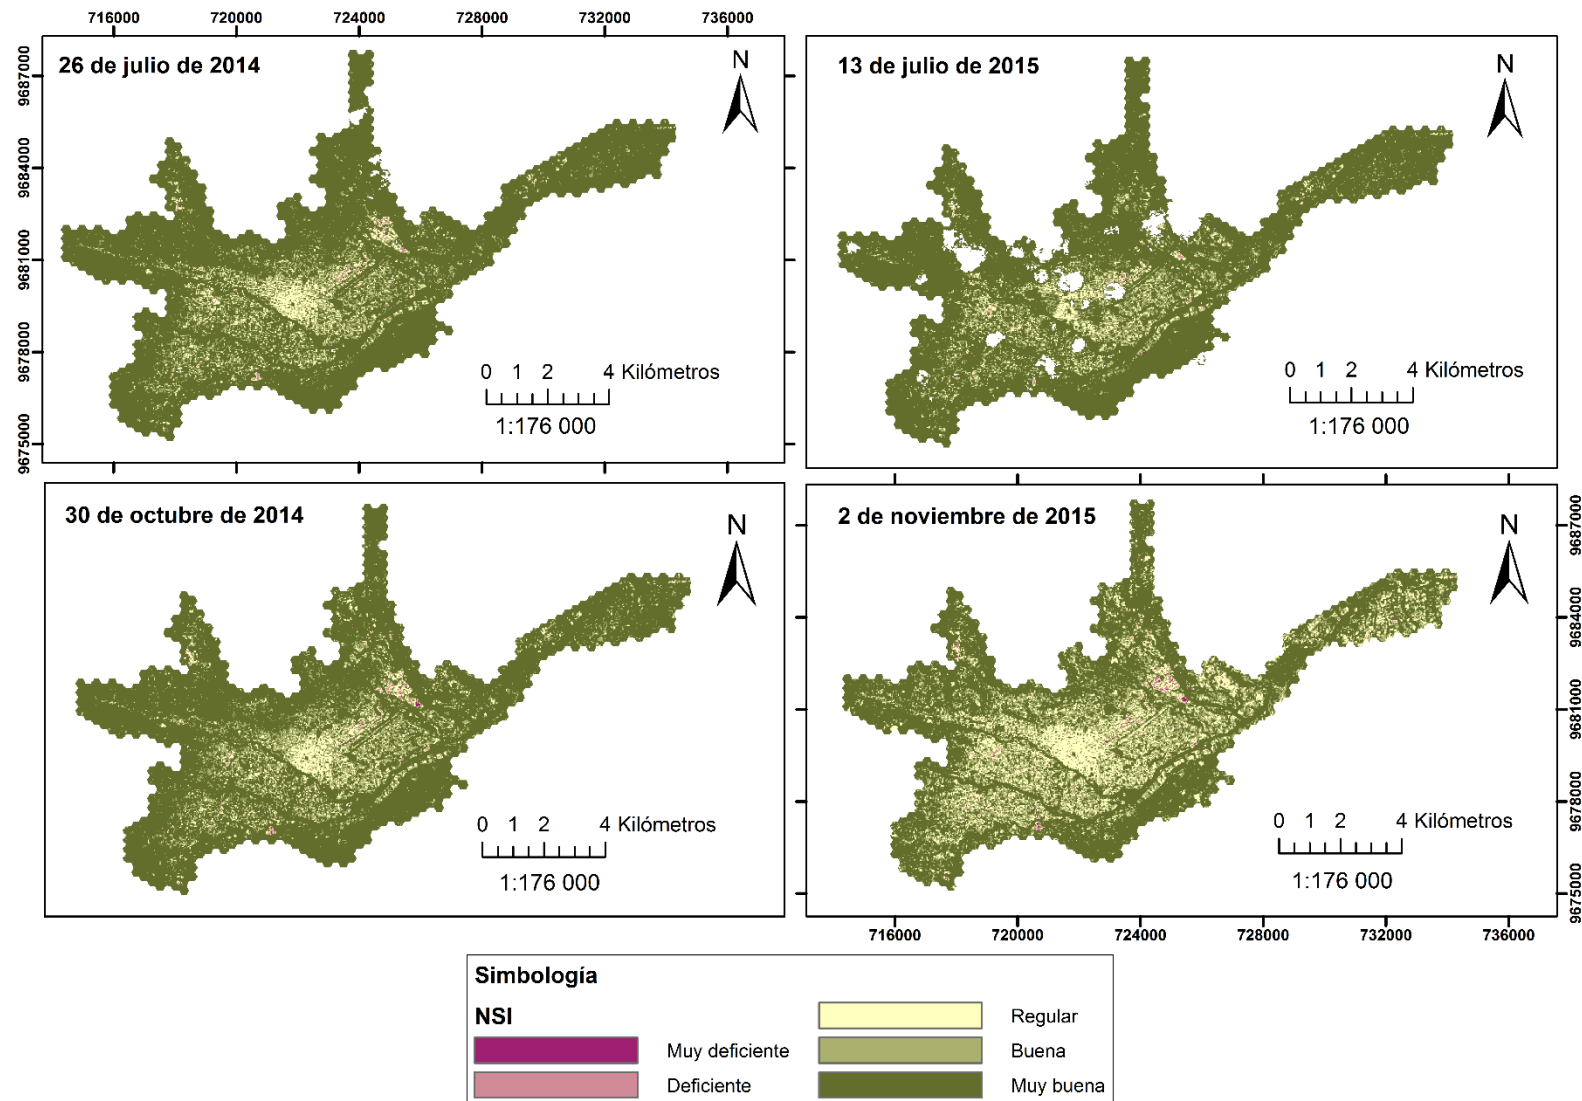 716000 720000 724000 728000 732000 736000
26 de julio de 2014
N
9687000
9684000
9681000
9678000
9675000
0 1 2 4 Kilómetros
1:176 000
13 de julio de 2015
N
0 1 2 4 Kilómetros
1:176 000
30 de octubre de 2014
N
0 1 2 4 Kilómetros
1:176 000
2 de noviembre de 2015
N
9687000
9684000
9681000
9678000
9675000
0 1 2 4 Kilómetros
1:176 000
716000 720000 724000 728000 732000 736000
Simbología
NSI
Muy deficiente
Deficiente
Regular
Buena
Muy buena